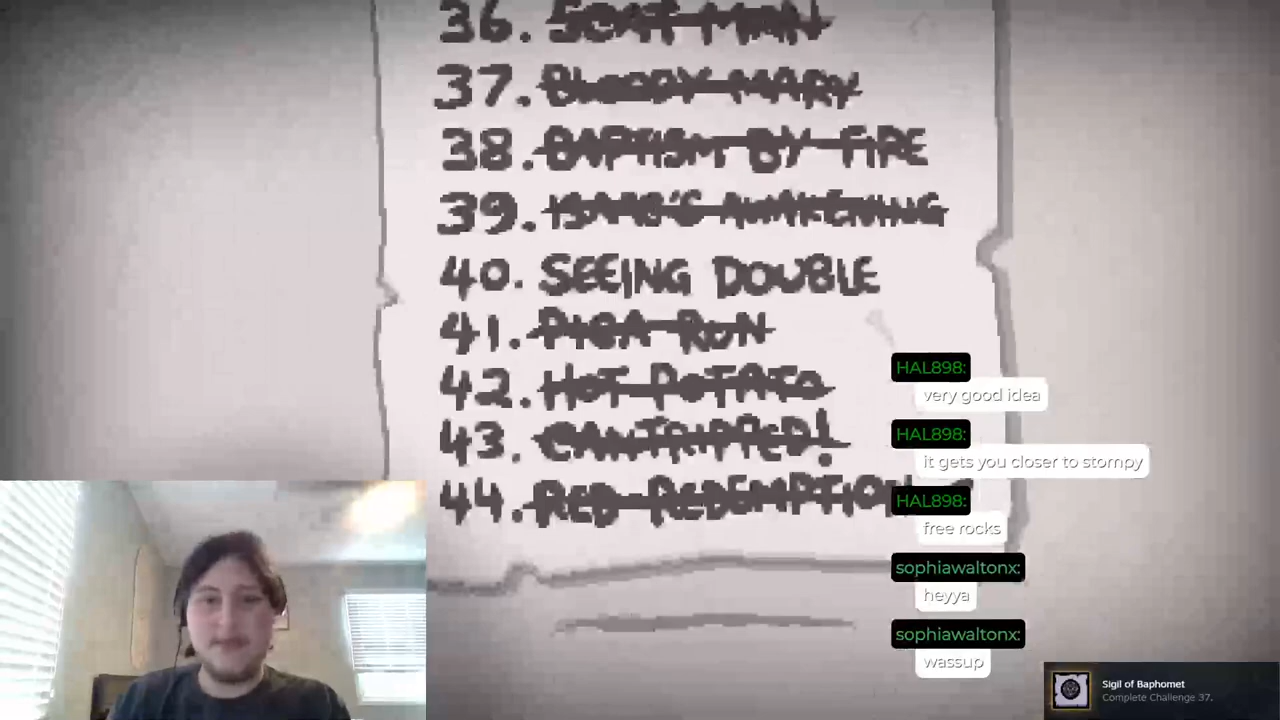 36. SCAT MAN
37. BLOODY MARY
38. BAPTISM BY FIRE
39. ISAAC'S AWAKENING
40. SEEING DOUBLE
41. PICA RUN
42. HOT POTATO
43. CANTRIPPED!
44. RED REDEMPTION
HAL898:
very good idea
HAL898:
it gets you closer to stompy
HAL898:
free rocks
sophiawaltonx:
heyya
sophiawaltonx:
wassup
Sigil of Baphomet
Complete Challenge 37.